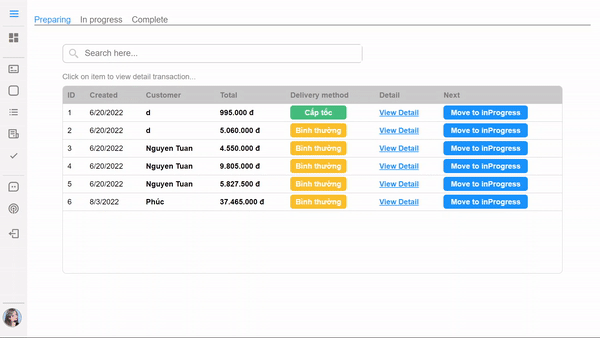 Preparing In progress Complete
Search here...
Click on item to view detail transaction...
ID Created Customer Total Delivery method Detail Next
1 6/20/2022 d 995.000 đ Cấp tốc View Detail Move to inProgress
2 6/20/2022 d 5.060.000 đ Bình thường View Detail Move to inProgress
3 6/20/2022 Nguyen Tuan 4.550.000 đ Bình thường View Detail Move to inProgress
4 6/20/2022 Nguyen Tuan 9.805.000 đ Bình thường View Detail Move to inProgress
5 6/20/2022 Nguyen Tuan 5.827.500 đ Bình thường View Detail Move to inProgress
6 8/3/2022 Phúc 37.465.000 đ Bình thường View Detail Move to inProgress